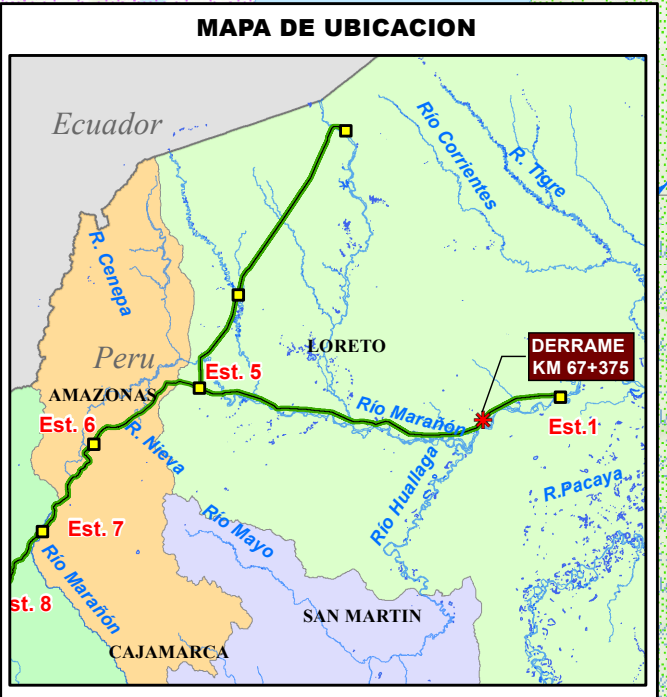 MAPA DE UBICACION
Ecuador
Río Corrientes
R. Tigre
R. Cenepa
Peru
LORETO
DERRAME
KM 67+375
Est. 5
AMAZONAS
Río Marañón
Est. 6
Est.1
R. Nieva
Río Huallaga
R.Pacaya
Est. 7
Río Mayo
Río Marañón
st. 8
SAN MARTIN
CAJAMARCA